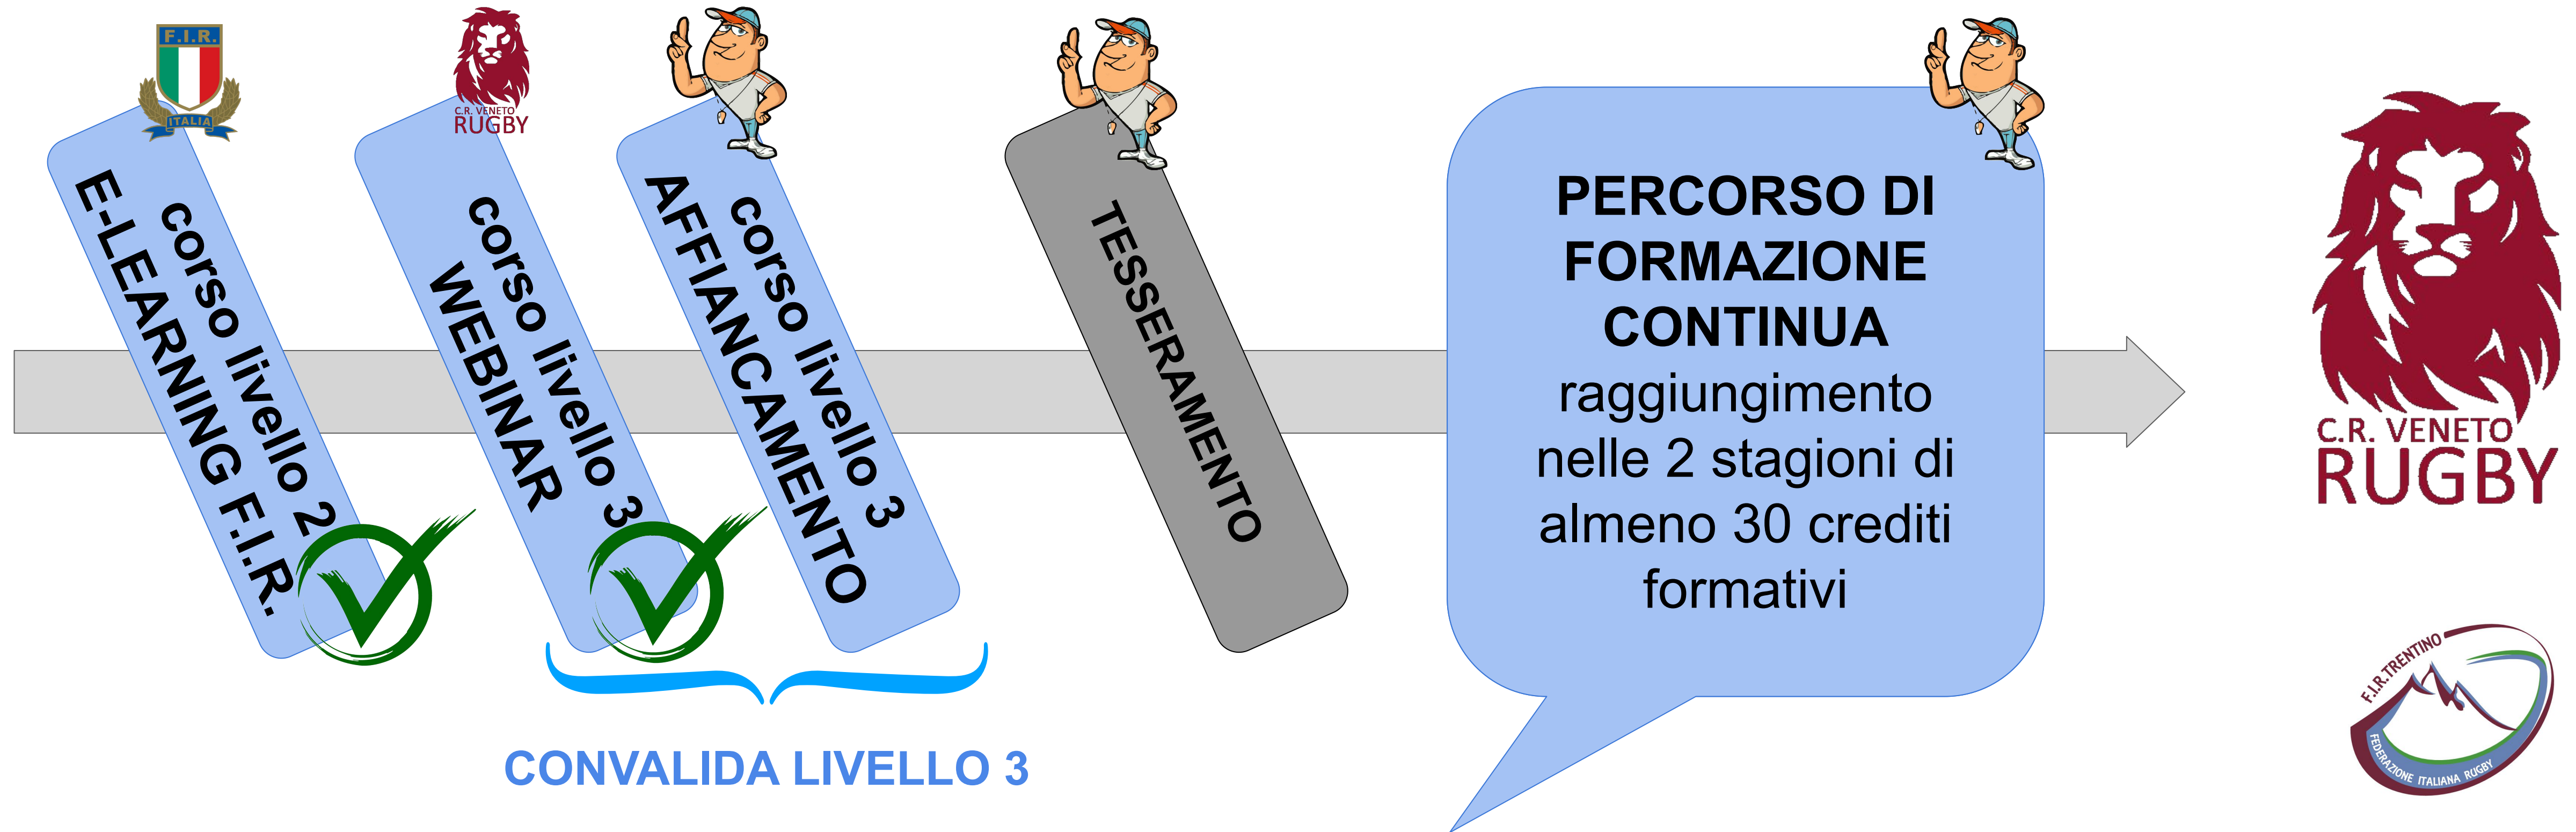 F.I.R.
ITALIA
corso livello 2
E-LEARNING F.I.R.
C.R. VENETO
RUGBY
corso livello 3
WEBINAR
corso livello 3
AFFIANCAMENTO
CONVALIDA LIVELLO 3
TESSERAMENTO
PERCORSO DI
FORMAZIONE
CONTINUA
raggiungimento
nelle 2 stagioni di
almeno 30 crediti
formativi
C.R. VENETO
RUGBY
F.I.R. TRENTINO
FEDERAZIONE ITALIANA RUGBY